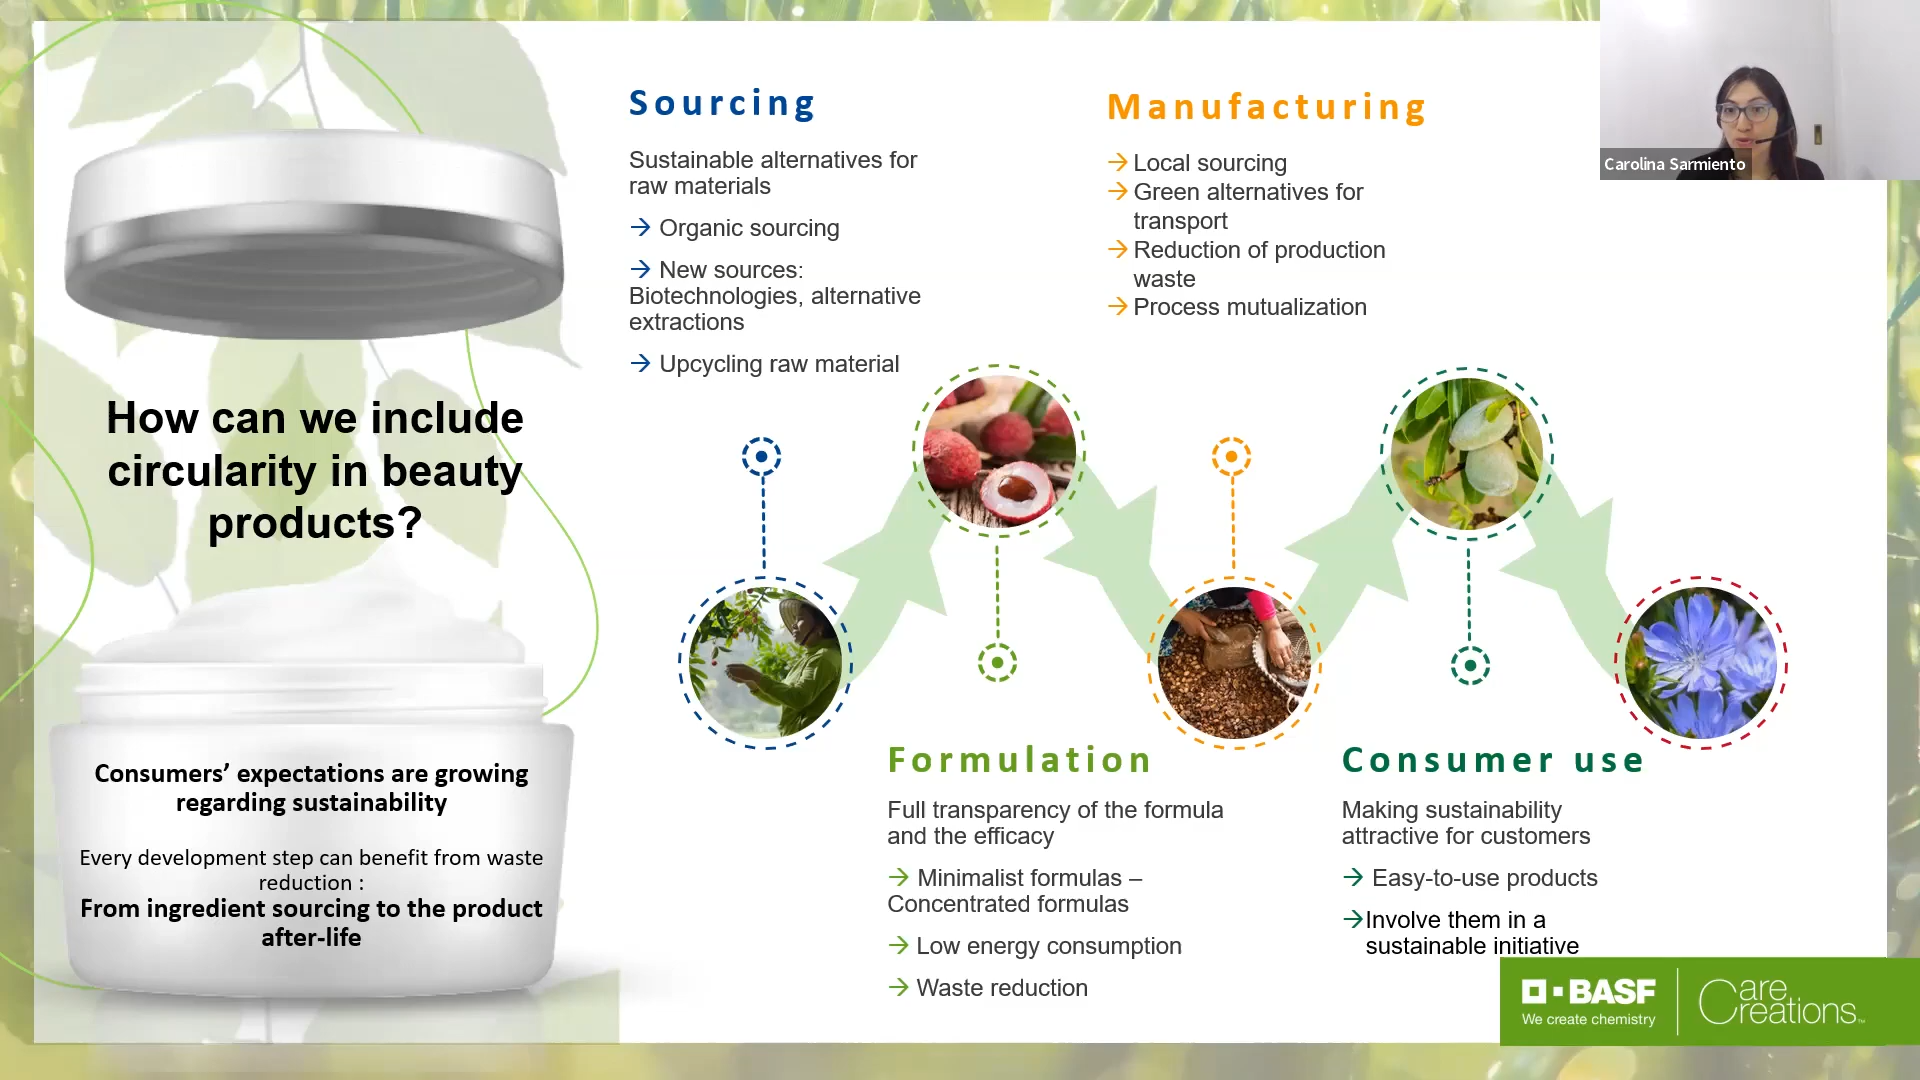 How can we include
circularity in beauty
products?
Consumers’ expectations are growing
regarding sustainability
Every development step can benefit from waste
reduction :
From ingredient sourcing to the product
after-life
Sourcing
Sustainable alternatives for
raw materials
→ Organic sourcing
→ New sources:
Biotechnologies, alternative
extractions
→ Upcycling raw material
Formulation
Full transparency of the formula
and the efficacy
→ Minimalist formulas –
Concentrated formulas
→ Low energy consumption
→ Waste reduction
Manufacturing
→ Local sourcing
→ Green alternatives for
transport
→ Reduction of production
waste
→ Process mutualization
Consumer use
Making sustainability
attractive for customers
→ Easy-to-use products
→Involve them in a
sustainable initiative
Carolina Sarmiento
BASF
We create chemistry
Care
Creations™